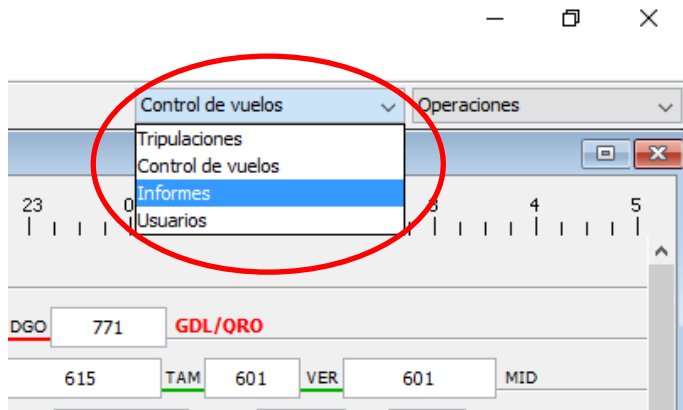 Control de vuelos Operaciones
Tripulaciones
Control de vuelos
Informes
Usuarios
23 0 3 4 5
DGO 771 GDL/QRO
615 TAM 601 VER 601 MID